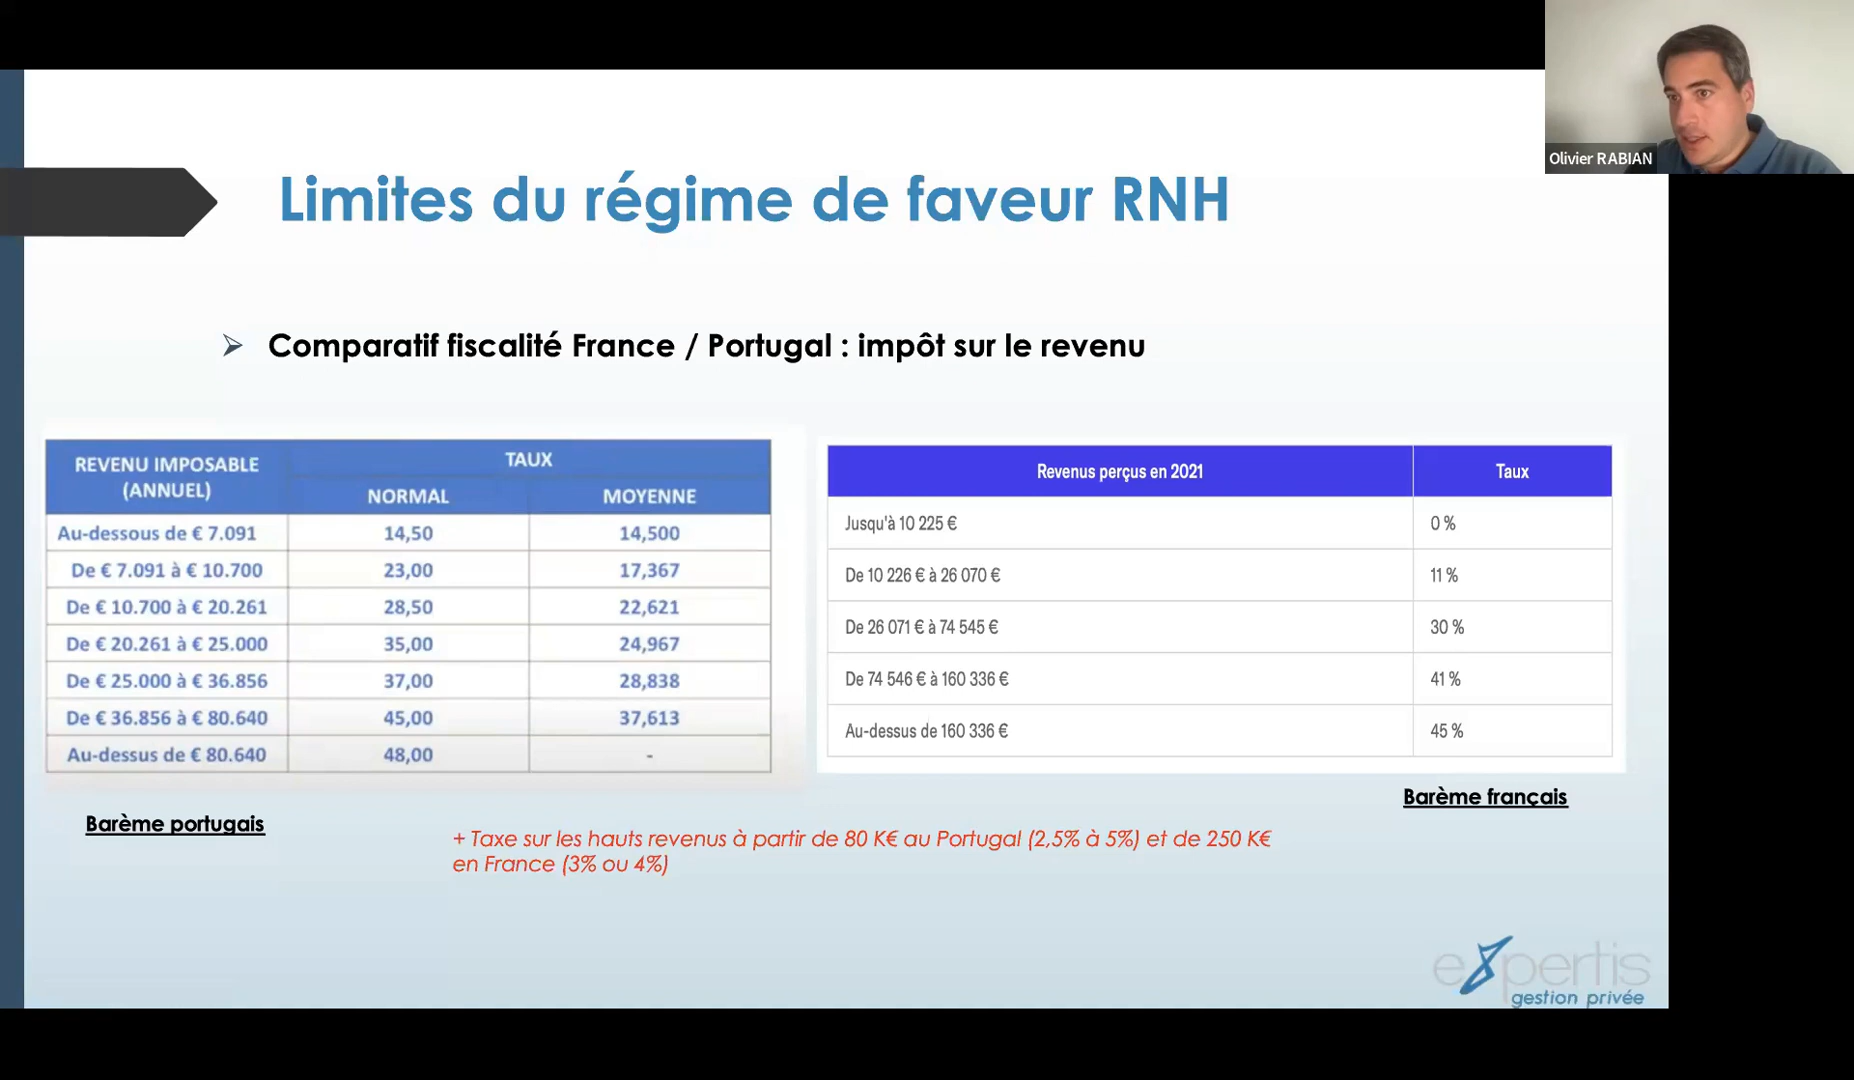 Olivier RABIAN
Limites du régime de faveur RNH
Comparatif fiscalité France / Portugal : impôt sur le revenu
REVENU IMPOSABLE (ANNUEL) TAUX
NORMAL MOYENNE
Au-dessous de € 7.091 14,50 14,500
De € 7.091 à € 10.700 23,00 17,367
De € 10.700 à € 20.261 28,50 22,621
De € 20.261 à € 25.000 35,00 24,967
De € 25.000 à € 36.856 37,00 28,838
De € 36.856 à € 80.640 45,00 37,613
Au-dessus de € 80.640 48,00 -
Barème portugais
Revenus perçus en 2021 Taux
Jusqu'à 10 225 € 0 %
De 10 226 € à 26 070 € 11 %
De 26 071 € à 74 545 € 30 %
De 74 546 € à 160 336 € 41 %
Au-dessus de 160 336 € 45 %
Barème français
+ Taxe sur les hauts revenus à partir de 80 K€ au Portugal (2,5% à 5%) et de 250 K€
en France (3% ou 4%)
expertis
gestion privée